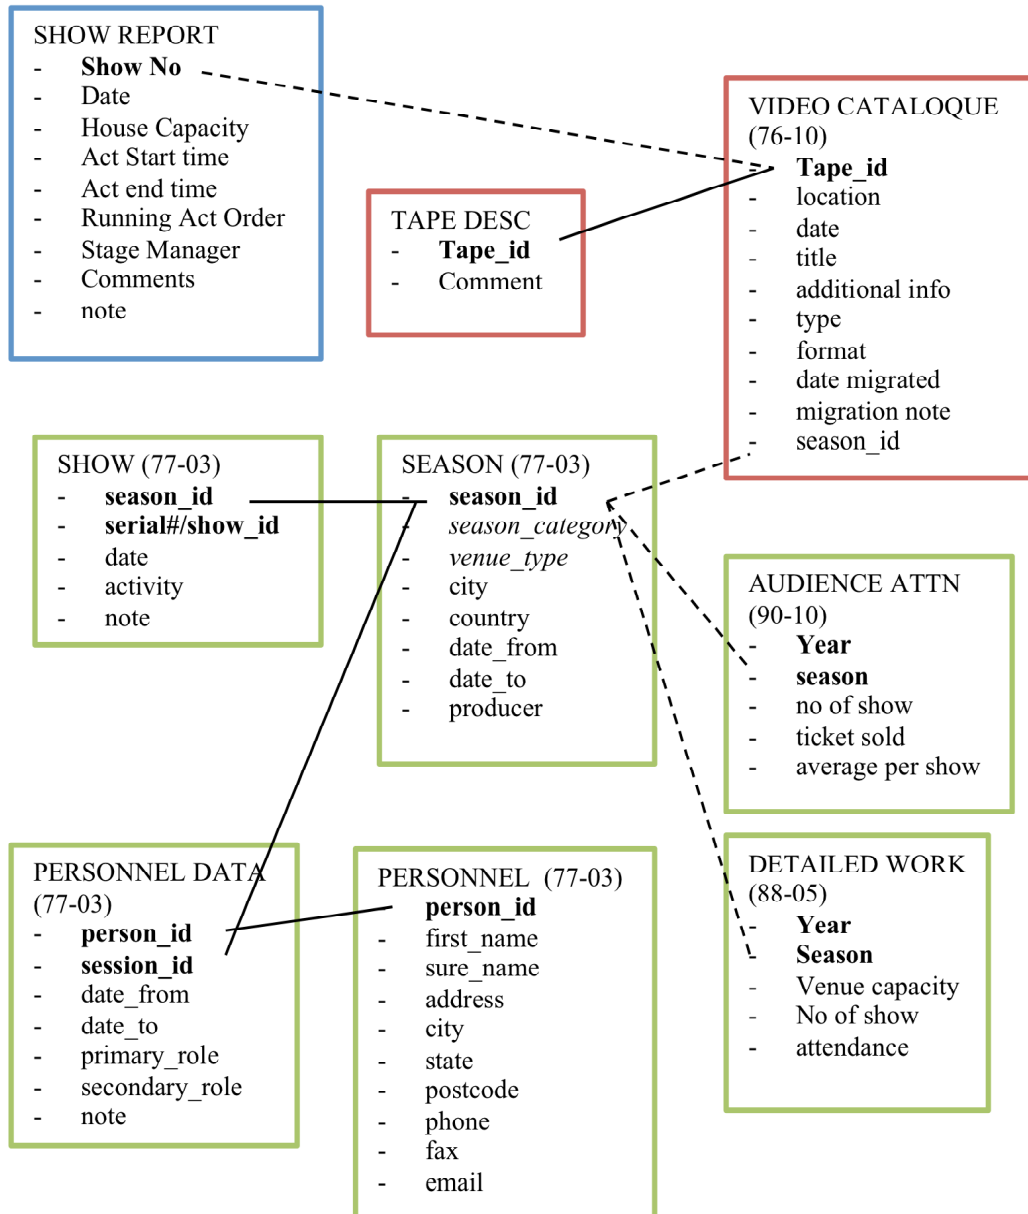 SHOW REPORT
- Show No
- Date
- House Capacity
- Act Start time
- Act end time
- Running Act Order
- Stage Manager
- Comments
- note
TAPE DESC
- Tape_id
- Comment
VIDEO CATALOQUE
(76-10)
- Tape_id
- location
- date
- title
- additional info
- type
- format
- date migrated
- migration note
- season_id
SHOW (77-03)
- season_id
- serial#/show_id
- date
- activity
- note
SEASON (77-03)
- season_id
- season_category
- venue_type
- city
- country
- date_from
- date_to
- producer
AUDIENCE ATTN
(90-10)
- Year
- season
- no of show
- ticket sold
- average per show
PERSONNEL DATA
(77-03)
- person_id
- session_id
- date_from
- date_to
- primary_role
- secondary_role
- note
PERSONNEL (77-03)
person_id
- first_name
- sure_name
- address
- city
- state
- postcode
- phone
- fax
- email
DETAILED WORK
(88-05)
- Year
- Season
- Venue capacity
- No of show
- attendance